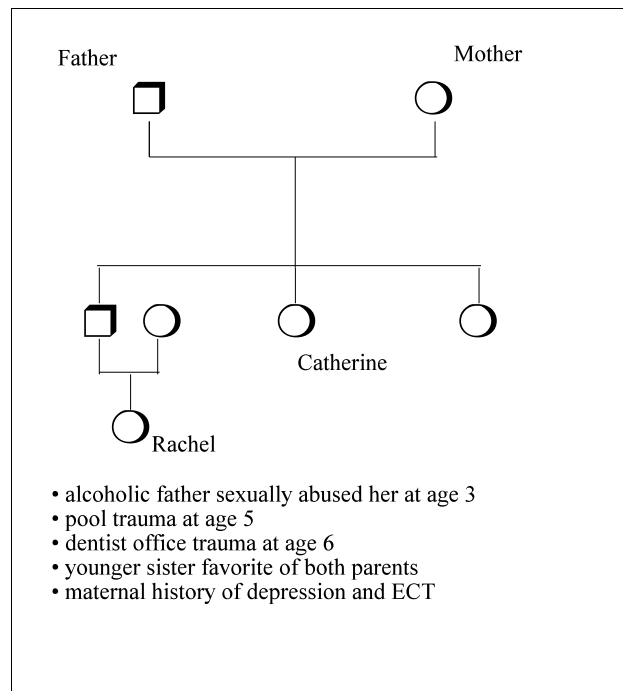 Father
Mother
Catherine
Rachel
• alcoholic father sexually abused her at age 3
• pool trauma at age 5
• dentist office trauma at age 6
• younger sister favorite of both parents
• maternal history of depression and ECT